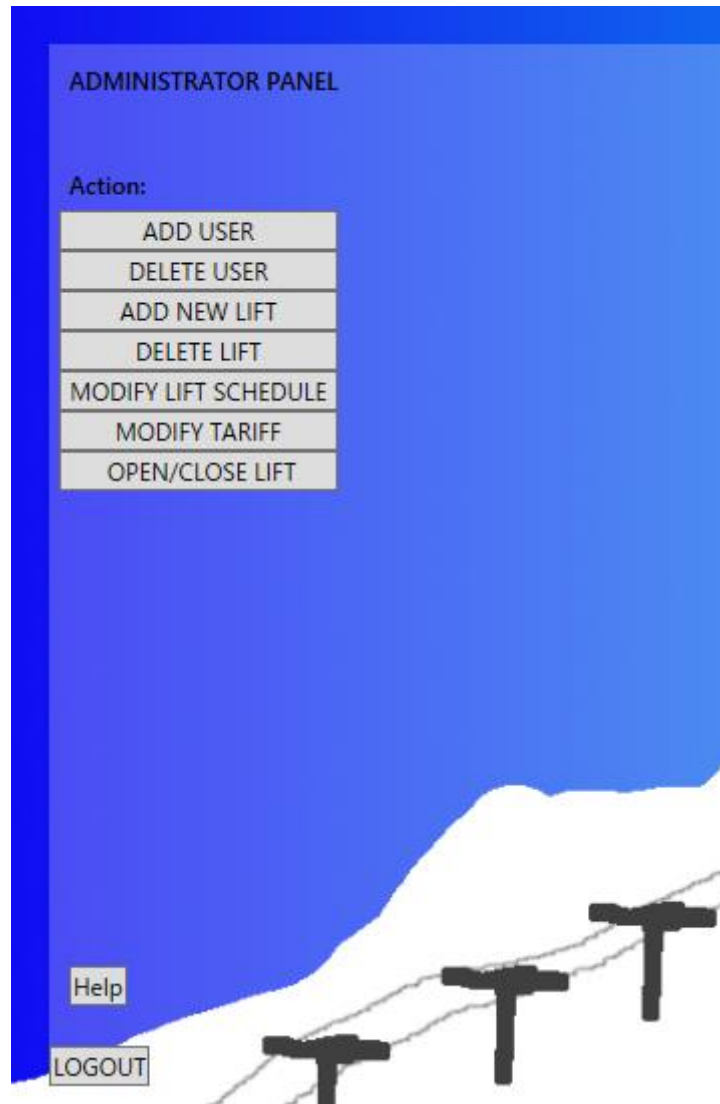 ADMINISTRATOR PANEL
Action:
ADD USER
DELETE USER
ADD NEW LIFT
DELETE LIFT
MODIFY LIFT SCHEDULE
MODIFY TARIFF
OPEN/CLOSE LIFT
Help
LOGOUT